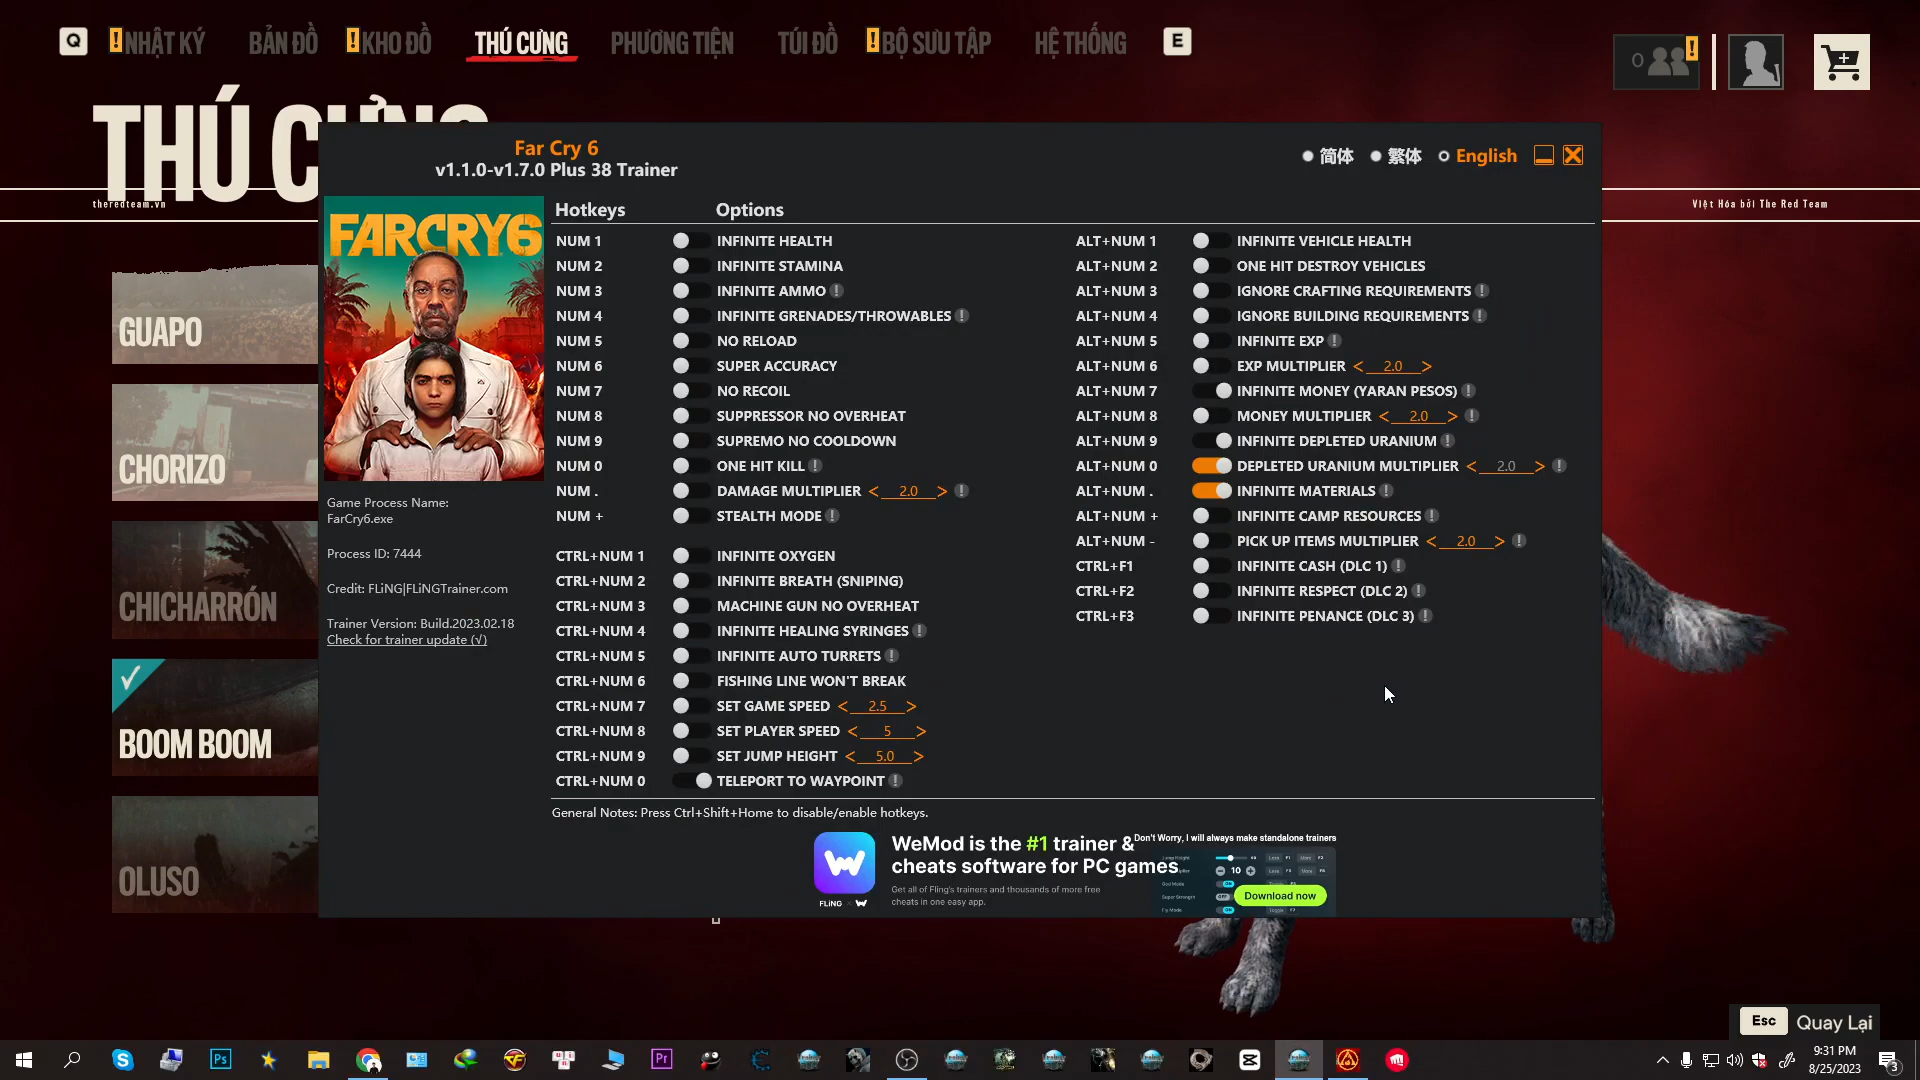 Q
NHẬT KÝ
BẢN ĐỒ
KHO ĐỒ
THÚ CƯNG
PHƯƠNG TIỆN
TÚI ĐỒ
BỘ SƯU TẬP
HỆ THỐNG
E
0
THÚ CƯNG
theredteam.vn
Việt Hóa bởi The Red Team
GUAPO
CHORIZO
CHICHARRÓN
BOOM BOOM
OLUSO
Far Cry 6
v1.1.0-v1.7.0 Plus 38 Trainer
简体
繁体
English
FARCRY6
Game Process Name:
FarCry6.exe
Process ID: 7444
Credit: FLiNG|FLiNGTrainer.com
Trainer Version: Build.2023.02.18
Check for trainer update (√)
Hotkeys Options
NUM 1 INFINITE HEALTH
NUM 2 INFINITE STAMINA
NUM 3 INFINITE AMMO
NUM 4 INFINITE GRENADES/THROWABLES
NUM 5 NO RELOAD
NUM 6 SUPER ACCURACY
NUM 7 NO RECOIL
NUM 8 SUPPRESSOR NO OVERHEAT
NUM 9 SUPREMO NO COOLDOWN
NUM 0 ONE HIT KILL
NUM . DAMAGE MULTIPLIER < 2.0 >
NUM + STEALTH MODE
CTRL+NUM 1 INFINITE OXYGEN
CTRL+NUM 2 INFINITE BREATH (SNIPING)
CTRL+NUM 3 MACHINE GUN NO OVERHEAT
CTRL+NUM 4 INFINITE HEALING SYRINGES
CTRL+NUM 5 INFINITE AUTO TURRETS
CTRL+NUM 6 FISHING LINE WON'T BREAK
CTRL+NUM 7 SET GAME SPEED < 2.5 >
CTRL+NUM 8 SET PLAYER SPEED < 5 >
CTRL+NUM 9 SET JUMP HEIGHT < 5.0 >
CTRL+NUM 0 TELEPORT TO WAYPOINT
ALT+NUM 1 INFINITE VEHICLE HEALTH
ALT+NUM 2 ONE HIT DESTROY VEHICLES
ALT+NUM 3 IGNORE CRAFTING REQUIREMENTS
ALT+NUM 4 IGNORE BUILDING REQUIREMENTS
ALT+NUM 5 INFINITE EXP
ALT+NUM 6 EXP MULTIPLIER < 2.0 >
ALT+NUM 7 INFINITE MONEY (YARAN PESOS)
ALT+NUM 8 MONEY MULTIPLIER < 2.0 >
ALT+NUM 9 INFINITE DEPLETED URANIUM
ALT+NUM 0 DEPLETED URANIUM MULTIPLIER < 2.0 >
ALT+NUM . INFINITE MATERIALS
ALT+NUM + INFINITE CAMP RESOURCES
ALT+NUM - PICK UP ITEMS MULTIPLIER < 2.0 >
CTRL+F1 INFINITE CASH (DLC 1)
CTRL+F2 INFINITE RESPECT (DLC 2)
CTRL+F3 INFINITE PENANCE (DLC 3)
General Notes: Press Ctrl+Shift+Home to disable/enable hotkeys.
WeMod is the #1 trainer &
cheats software for PC games
Get all of Fling's trainers and thousands of more free
cheats in one easy app.
FLiNG
Don't Worry, I will always make standalone trainers
10
Download now
Esc Quay Lại
Ps
Pr
9:31 PM
8/25/2023
3